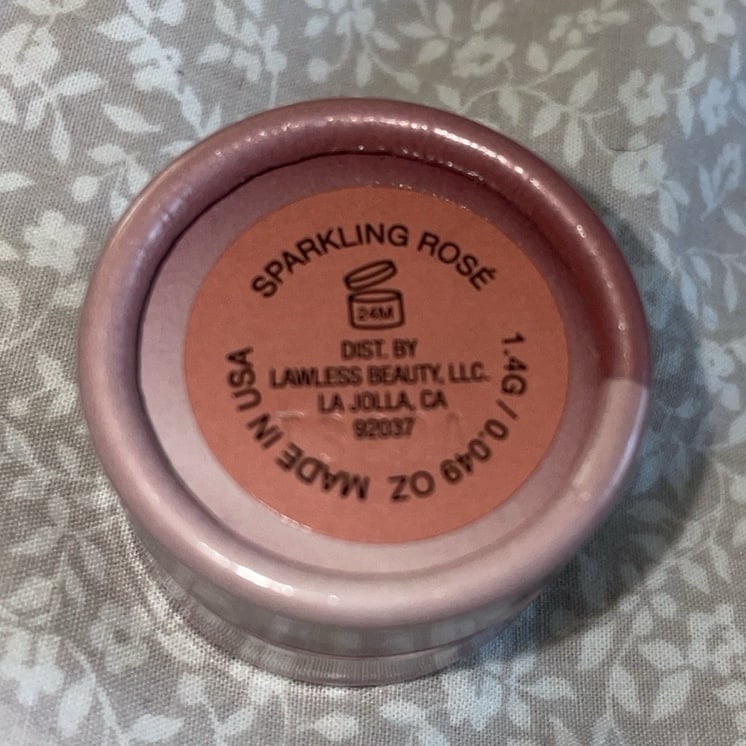 SPARKLING ROSÉ
24M
DIST. BY
LAWLESS BEAUTY, LLC.
LA JOLLA, CA
92037
1.4G / 0.049 OZ
MADE IN USA